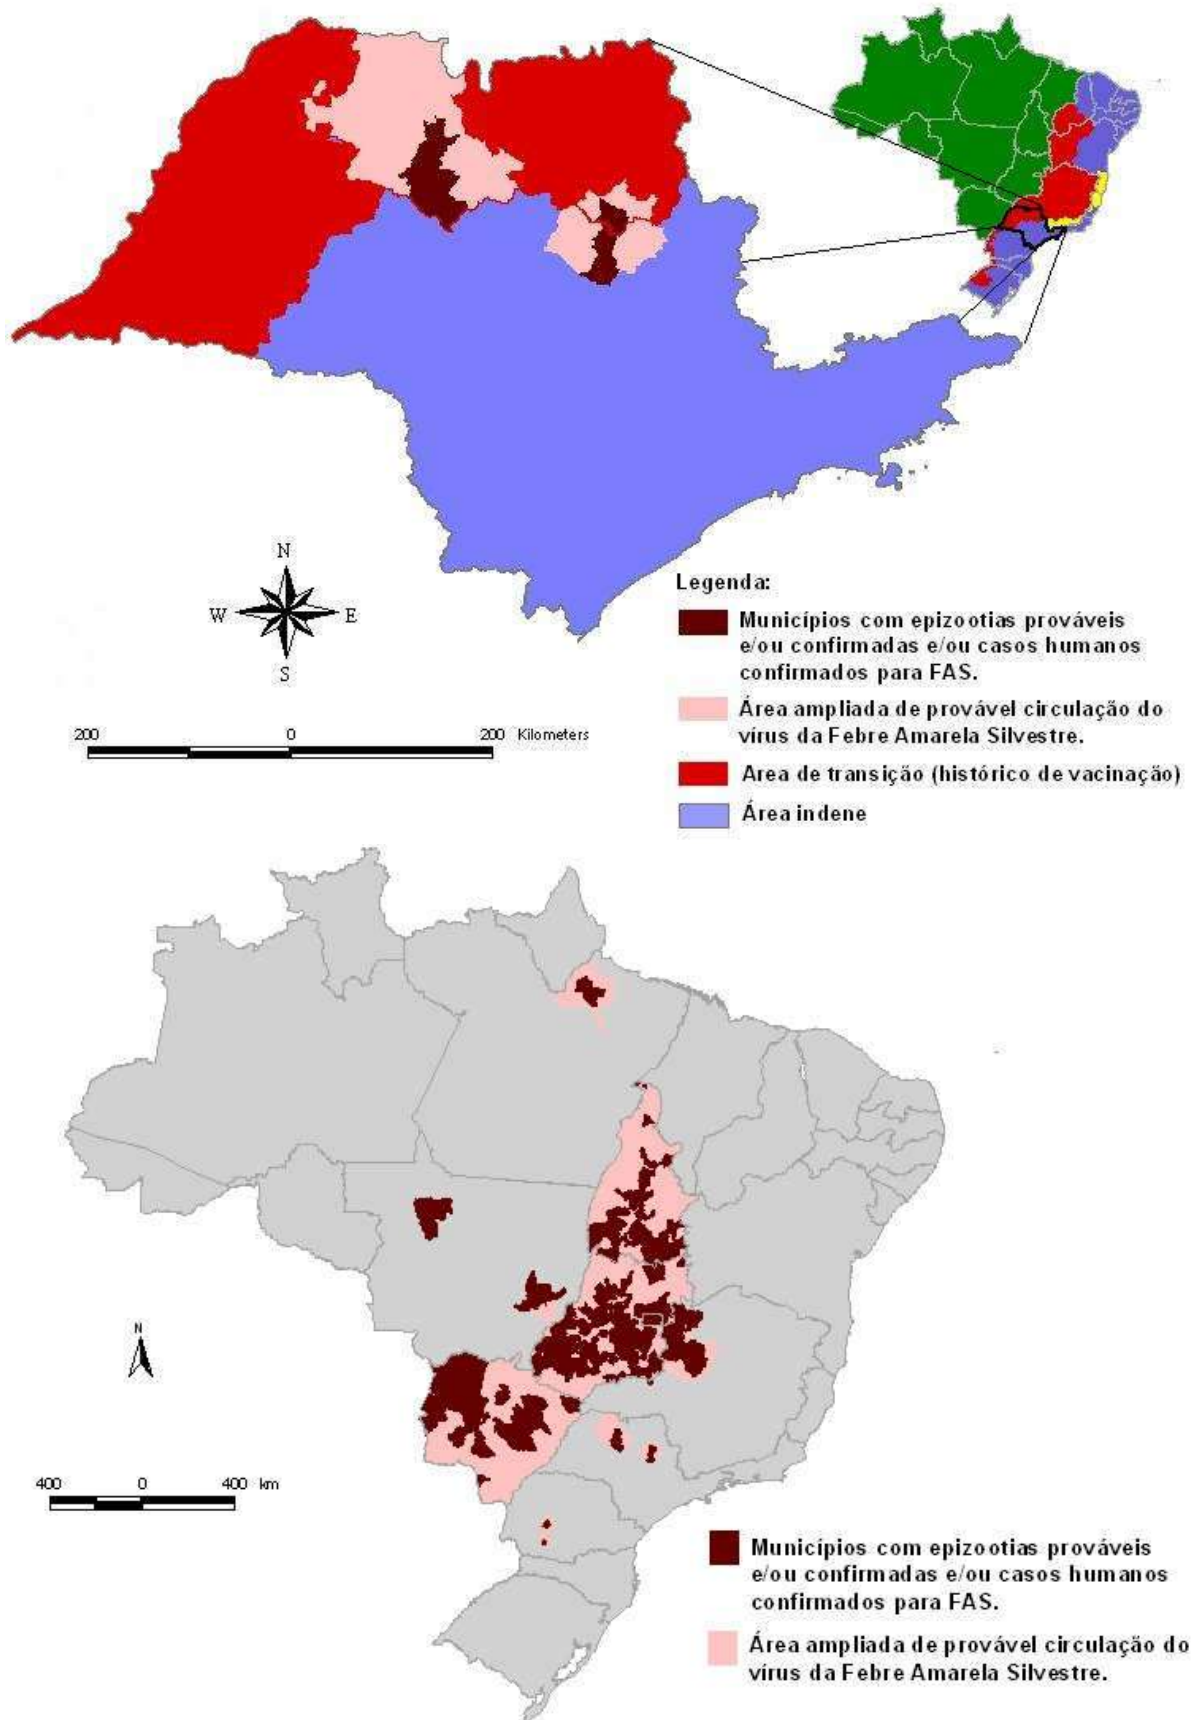 N
W
E
S
200 0 200 Kilometers
Legenda:
Municípios com epizootias prováveis
e/ou confirmadas e/ou casos humanos
confirmados para FAS.
Área ampliada de provável circulação do
vírus da Febre Amarela Silvestre.
Area de transição (histórico de vacinação)
Área indene
N
400 0 400 km
Municípios com epizootias prováveis
e/ou confirmadas e/ou casos humanos
confirmados para FAS.
Área ampliada de provável circulação do
vírus da Febre Amarela Silvestre.